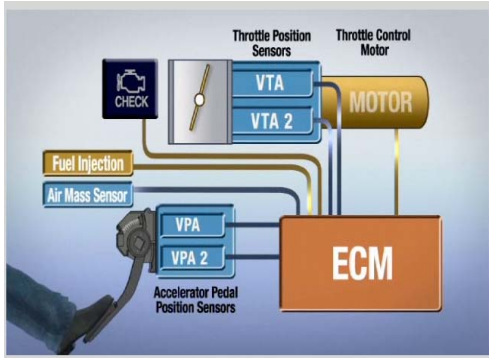 Throttle Position
Sensors
Throttle Control
Motor
CHECK
VTA
VTA 2
MOTOR
Fuel Injection
Air Mass Sensor
VPA
VPA 2
ECM
Accelerator Pedal
Position Sensors